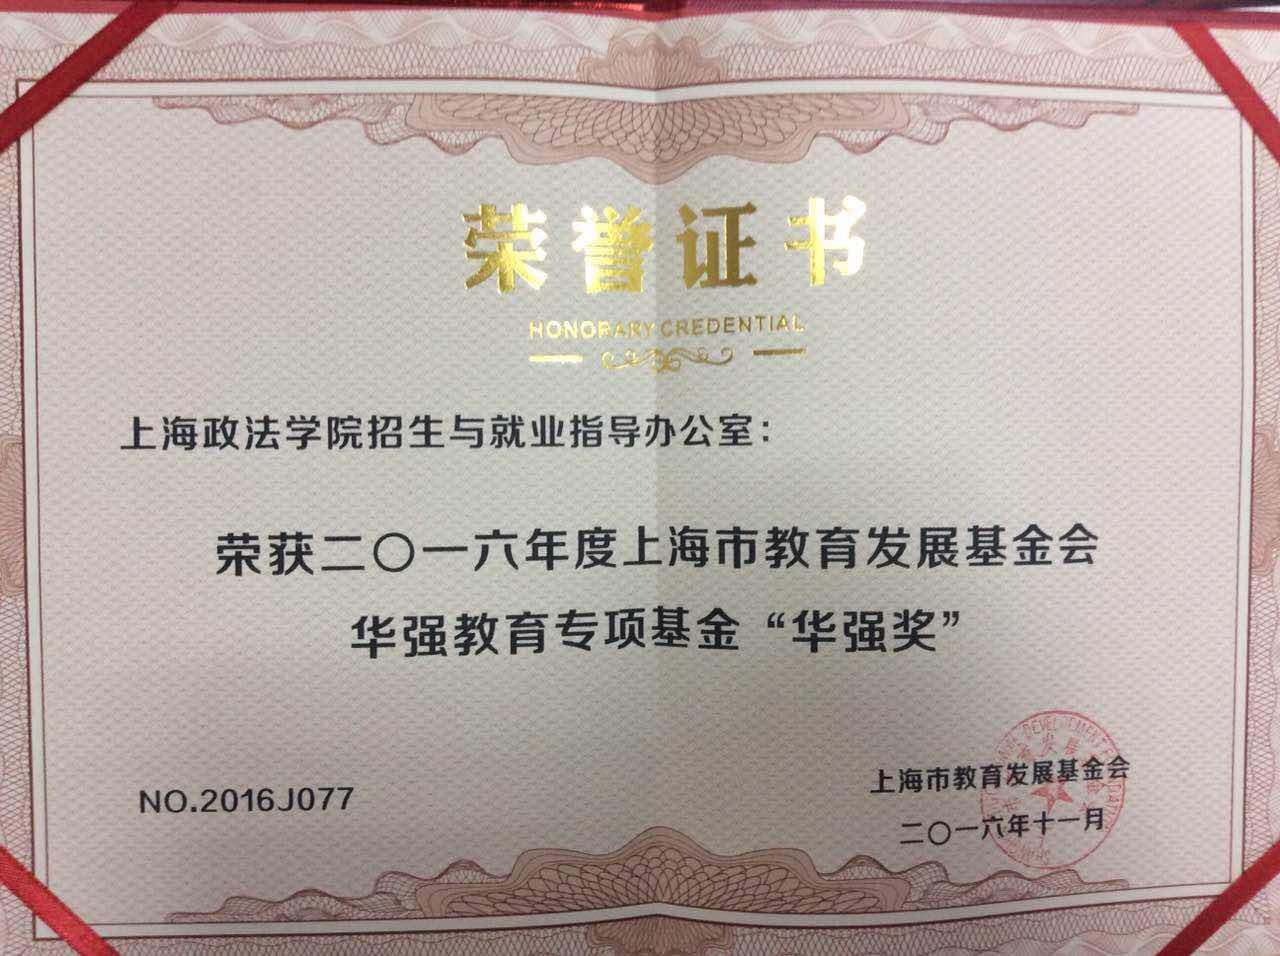 荣誉证书
HONORARY CREDENTIAL
上海政法学院招生与就业指导办公室：
荣获二〇一六年度上海市教育发展基金会
华强教育专项基金“华强奖”
NO.2016J077
上海市教育发展基金会
二〇一六年十一月